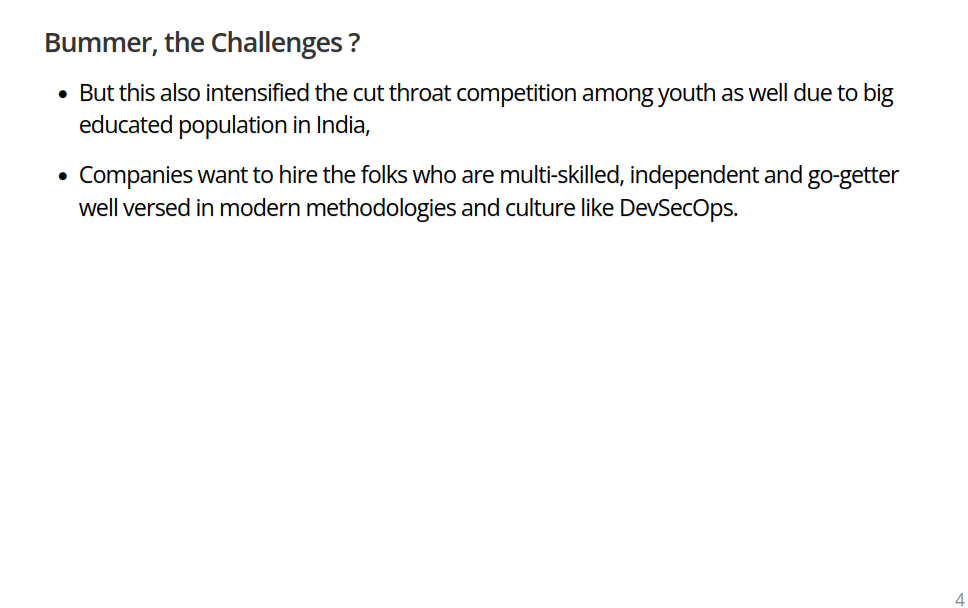 Bummer, the Challenges ?
• But this also intensified the cut throat competition among youth as well due to big
educated population in India,
• Companies want to hire the folks who are multi-skilled, independent and go-getter
well versed in modern methodologies and culture like DevSecOps.
4